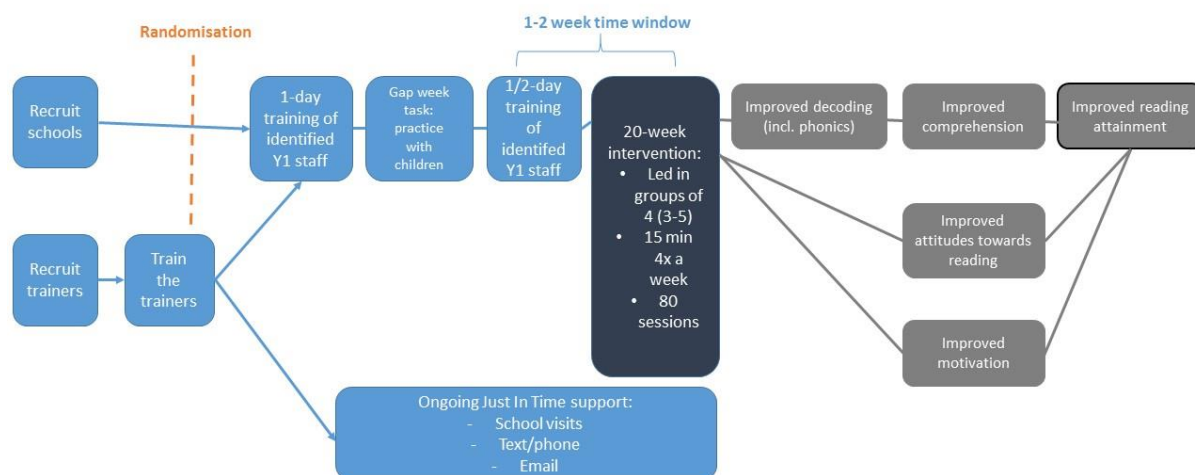 1-2 week time window
Randomisation
Recruit
schools
1-day
training of
identified
Y1 staff
Gap week
task:
practice
with
children
1/2-day
training
of
identifed
Y1 staff
20-week
intervention:
• Led in
groups of
4 (3-5)
• 15 min
4x a
week
• 80
sessions
Improved decoding
(incl. phonics)
Improved
comprehension
Improved reading
attainment
Recruit
trainers
Train
the
trainers
Improved
attitudes towards
reading
Improved
motivation
Ongoing Just In Time support:
- School visits
- Text/phone
- Email